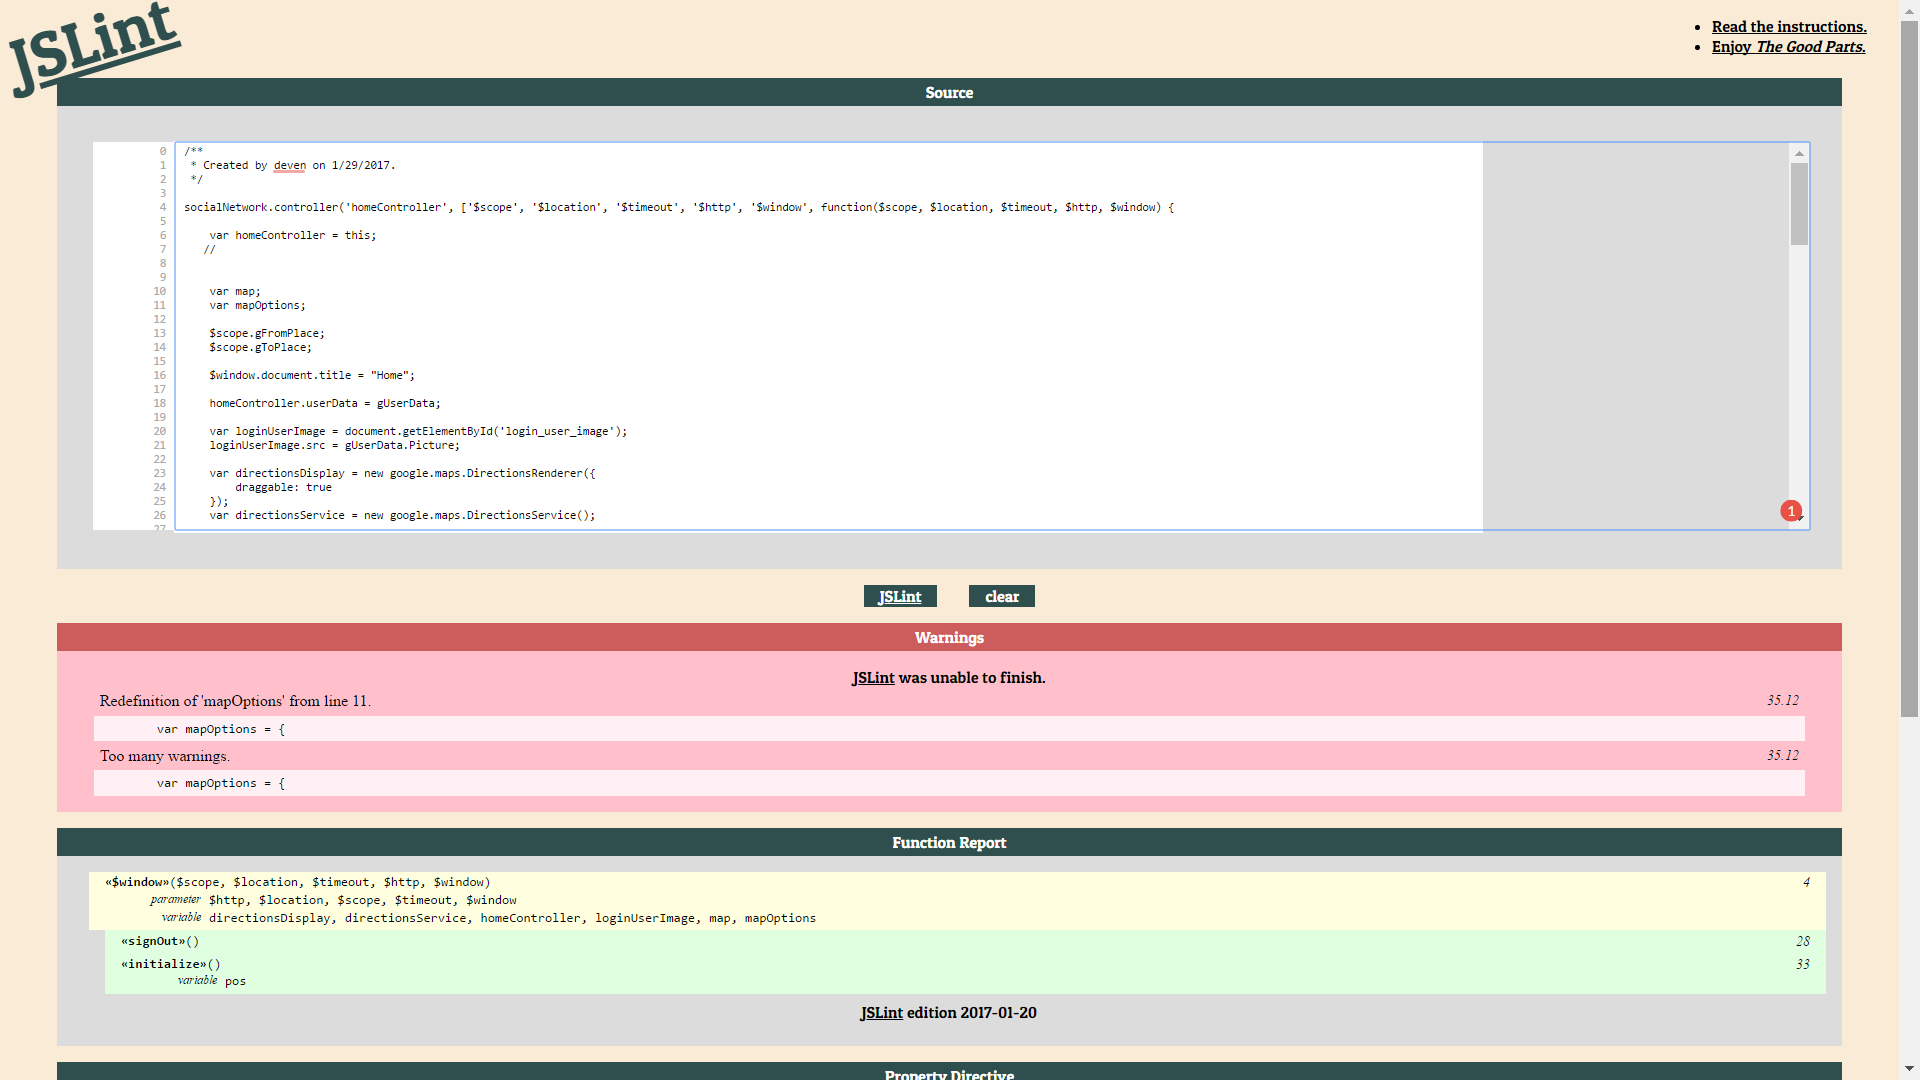 JSLint
Read the instructions.
Enjoy The Good Parts.
Source
0 /**
1  * Created by deven on 1/29/2017.
2  */
3
4 socialNetwork.controller('homeController', ['$scope', '$location', '$timeout', '$http', '$window', function($scope, $location, $timeout, $http, $window) {
5
6     var homeController = this;
7    //
8
9
10     var map;
11     var mapOptions;
12
13     $scope.gFromPlace;
14     $scope.gToPlace;
15
16     $window.document.title = "Home";
17
18     homeController.userData = gUserData;
19
20     var loginUserImage = document.getElementById('login_user_image');
21     loginUserImage.src = gUserData.Picture;
22
23     var directionsDisplay = new google.maps.DirectionsRenderer({
24         draggable: true
25     });
26     var directionsService = new google.maps.DirectionsService();
27
1
JSLint clear
Warnings
JSLint was unable to finish.
Redefinition of 'mapOptions' from line 11. 35.12
var mapOptions = {
Too many warnings. 35.12
var mapOptions = {
Function Report
«$window»($scope, $location, $timeout, $http, $window) 4
parameter $http, $location, $scope, $timeout, $window
variable directionsDisplay, directionsService, homeController, loginUserImage, map, mapOptions
«signOut»() 28
«initialize»() 33
variable pos
JSLint edition 2017-01-20
Property Directive